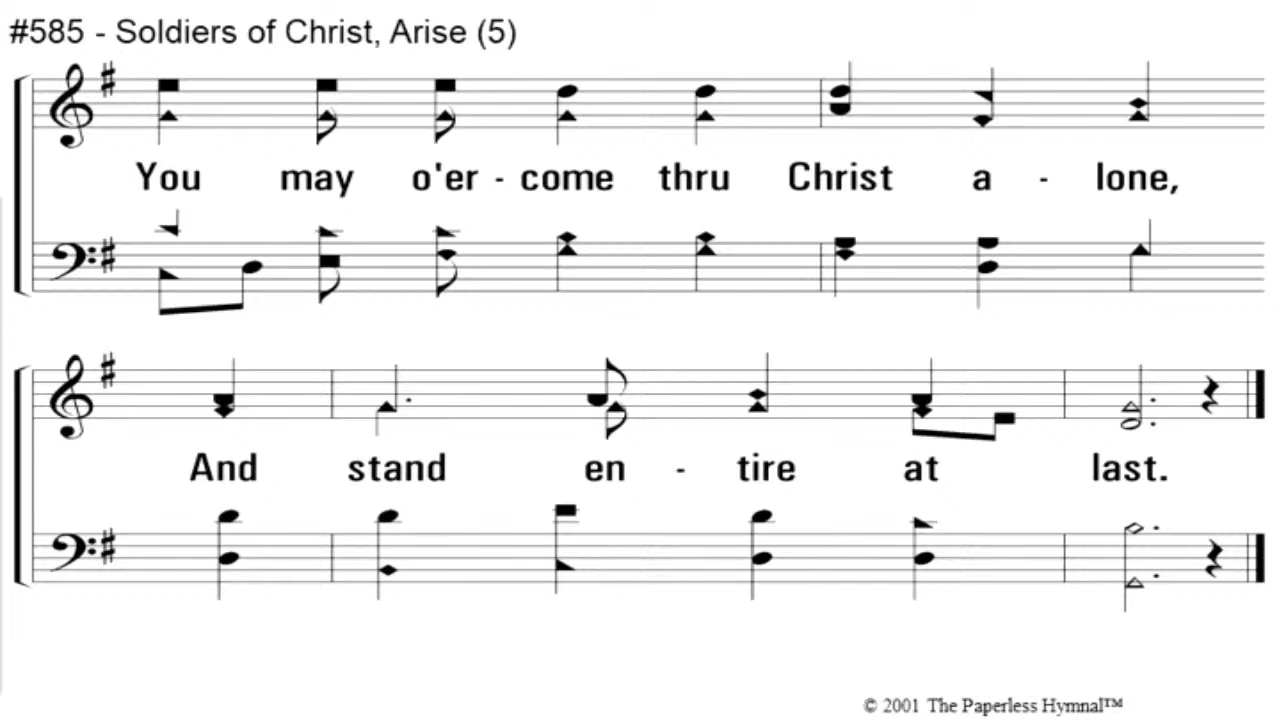 #585 - Soldiers of Christ, Arise (5)
You may o'er - come thru Christ a - lone,
And stand en - tire at last.
© 2001 The Paperless Hymnal™